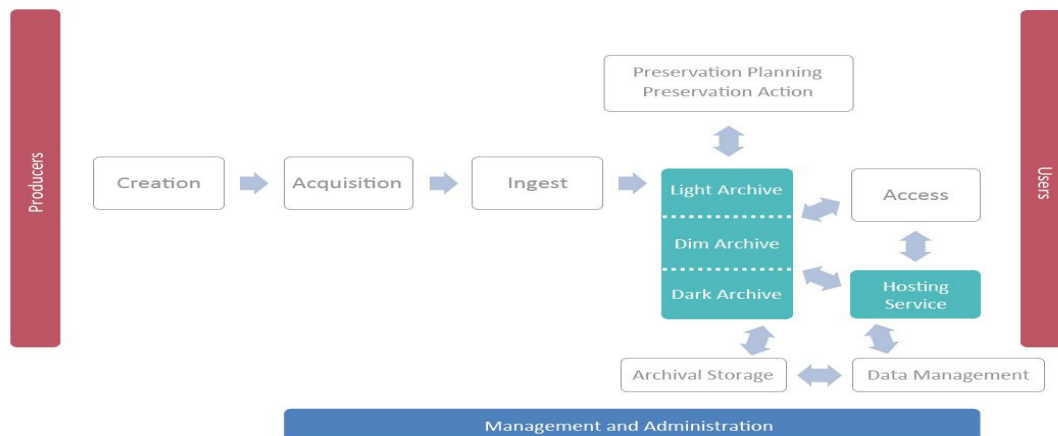 Producers
Creation
Acquisition
Ingest
Preservation Planning
Preservation Action
Light Archive
Dim Archive
Dark Archive
Access
Hosting
Service
Archival Storage
Data Management
Users
Management and Administration